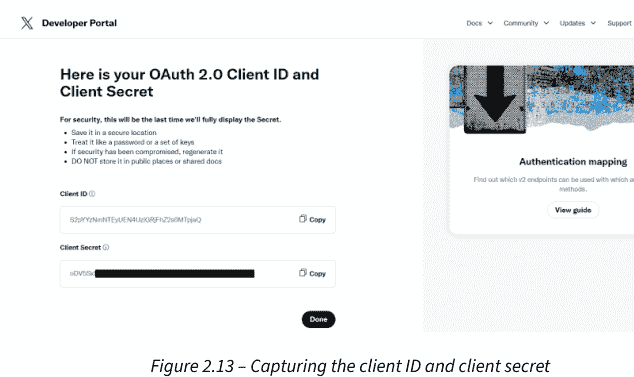 Developer Portal
Docs
Community
Updates
Support
Here is your OAuth 2.0 Client ID and
Client Secret
For security, this will be the last time we'll fully display the Secret.
• Save it in a secure location
• Treat it like a password or a set of keys
• If security has been compromised, regenerate it
• DO NOT store it in public places or shared docs
Client ID
Copy
Client Secret
Copy
Done
Authentication mapping
Find out which v2 endpoints can be used with which
methods.
View guide
Figure 2.13 – Capturing the client ID and client secret